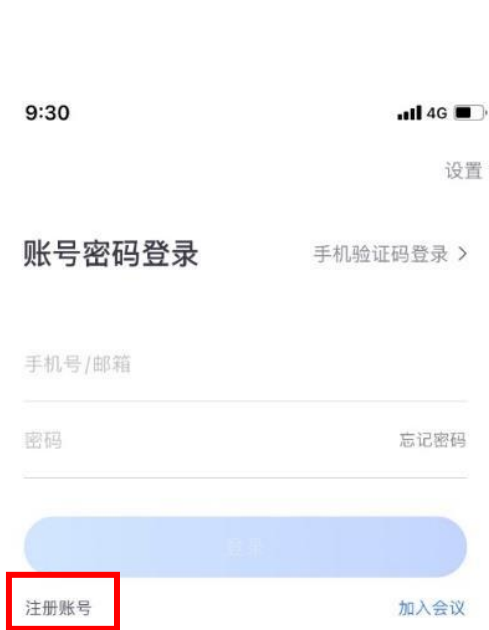 9:30 4G
设置
账号密码登录 手机验证码登录 >
手机号/邮箱
密码 忘记密码
登录
注册账号 加入会议